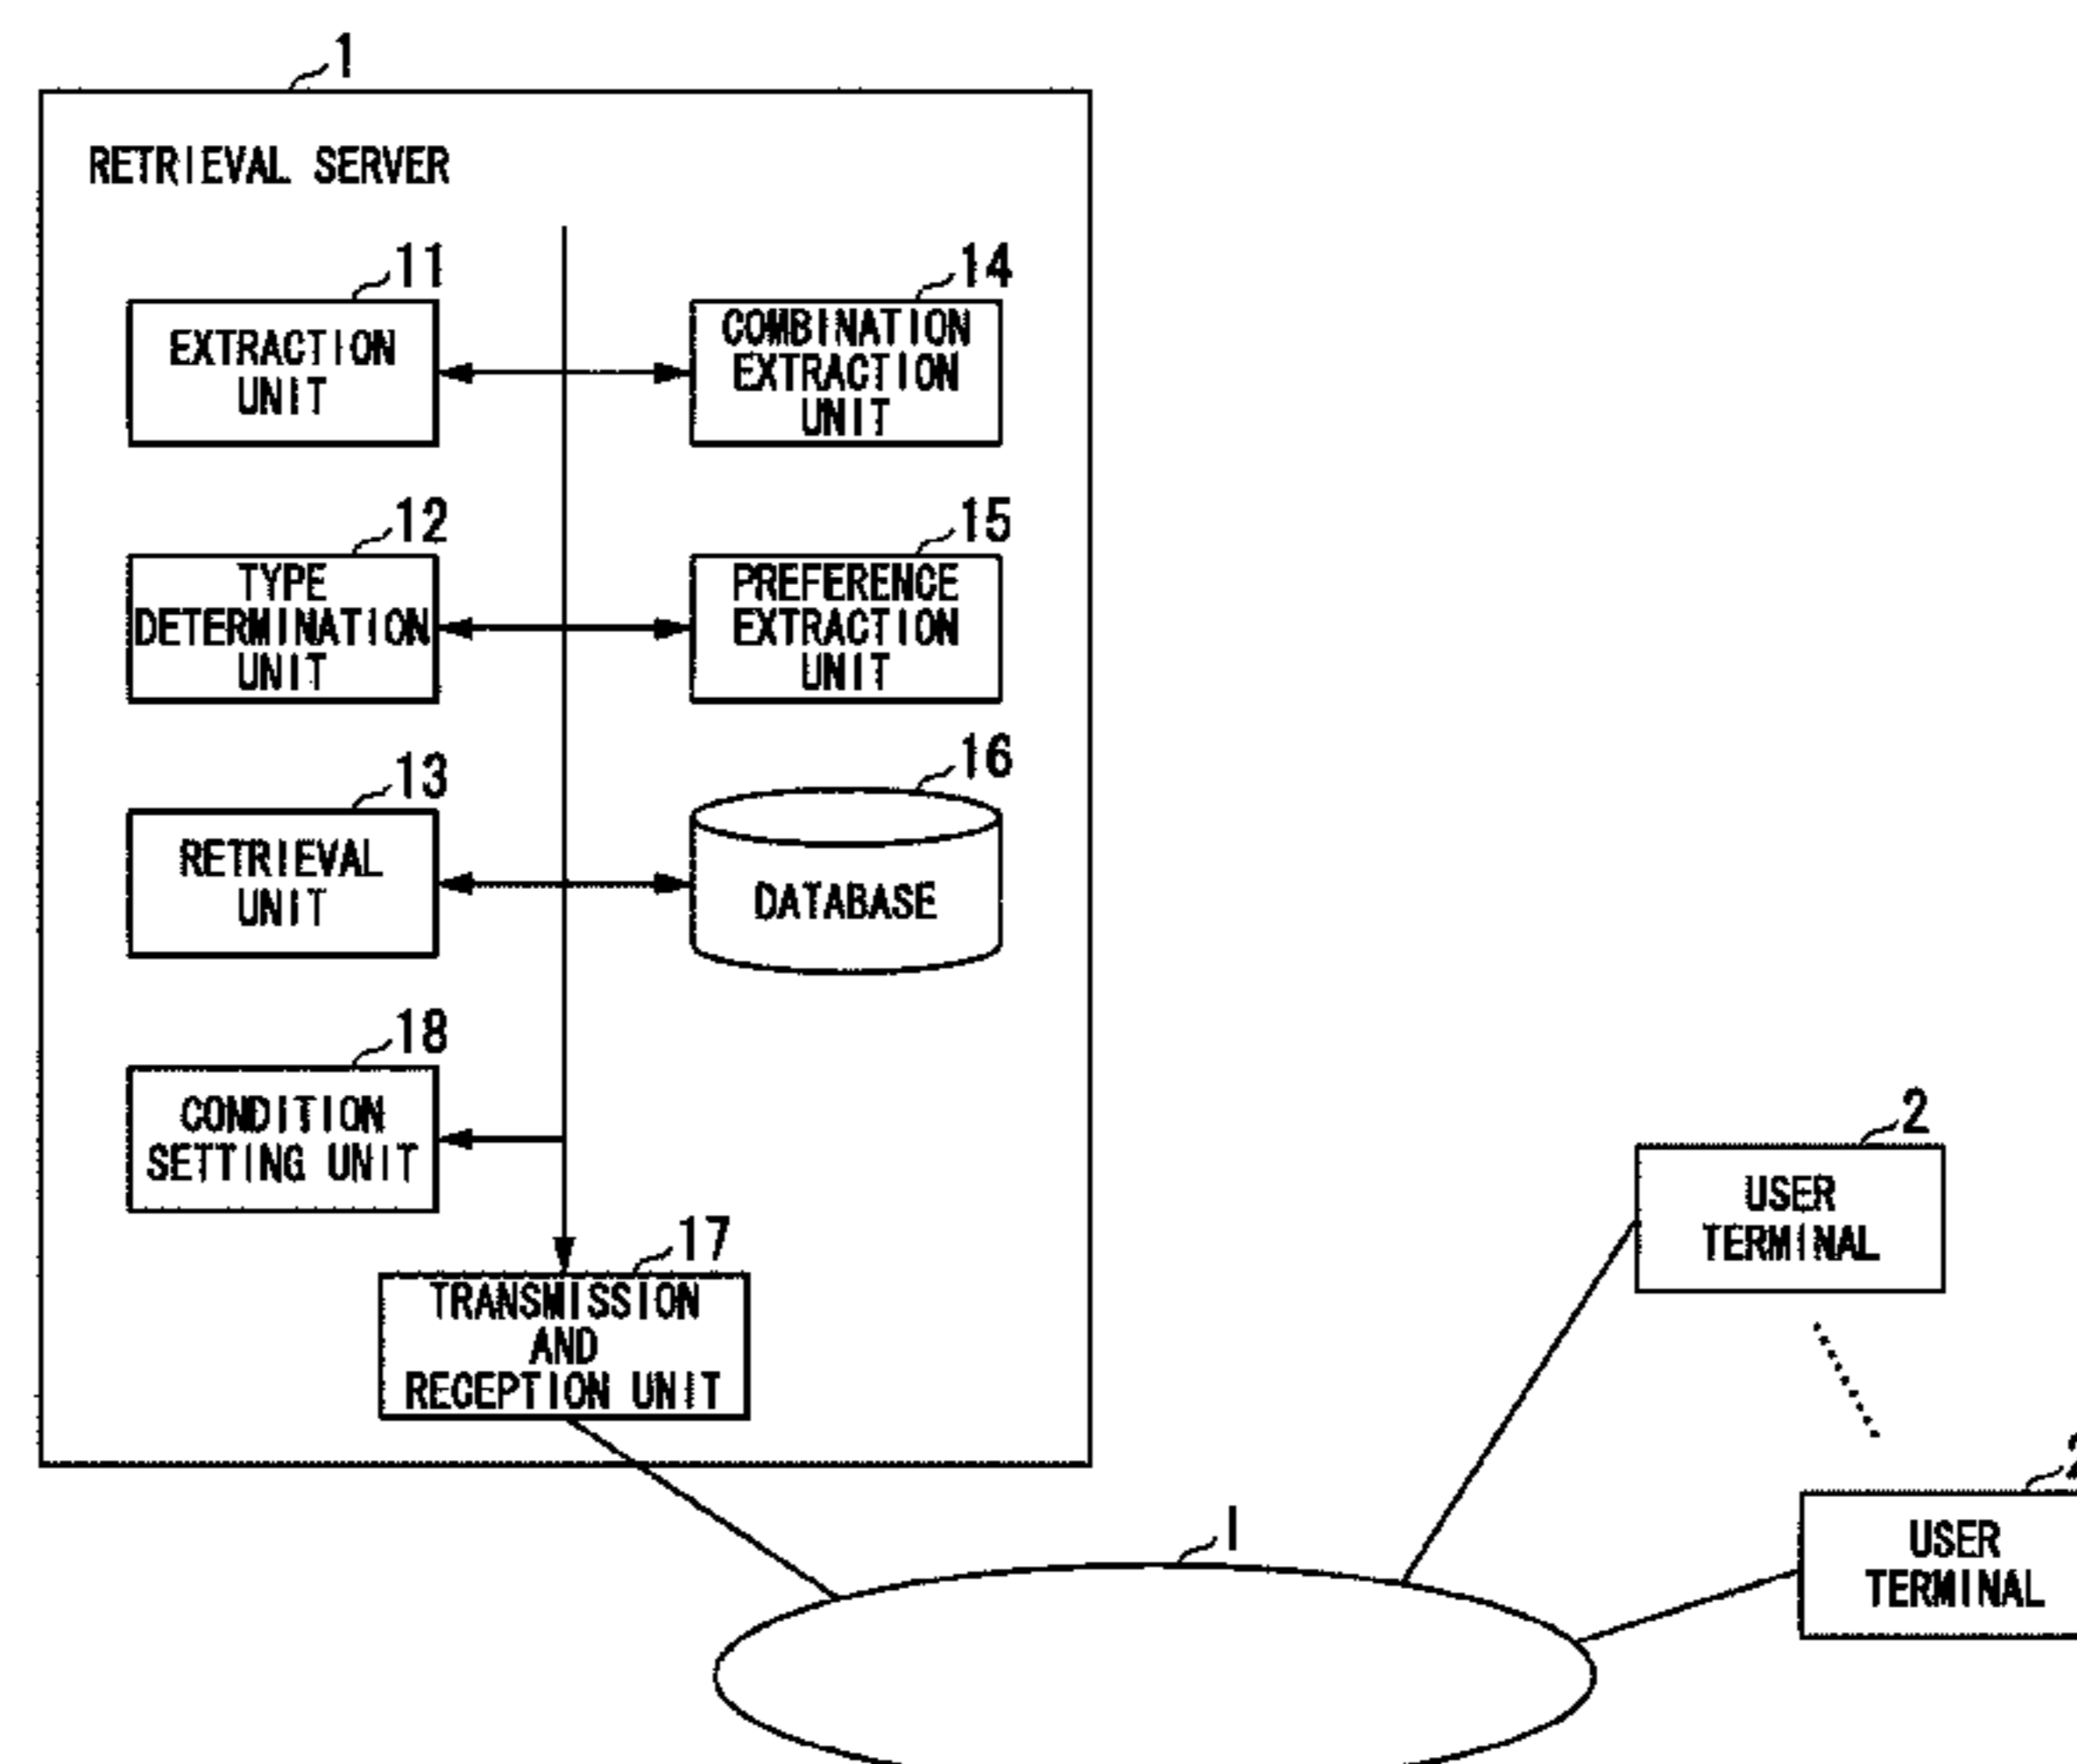 1
RETRIEVAL SERVER
11
EXTRACTION
UNIT
14
COMBINATION
EXTRACTION
UNIT
12
TYPE
DETERMINATION
UNIT
15
PREFERENCE
EXTRACTION
UNIT
13
RETRIEVAL
UNIT
16
DATABASE
18
CONDITION
SETTING UNIT
17
TRANSMISSION
AND
RECEPTION UNIT
2
USER
TERMINAL
USER
TERMINAL
I